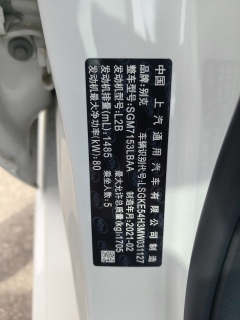 中国 上汽通用汽车有限公司制造
品牌:别克
车辆识别代号:LSGKE54H3MW031127
整车型号:SGM7153LBAA
制造年月:2021-02
发动机型号:L2B
最大允许总质量(kg):1705
发动机排量(mL):1485
乘坐人数:5
发动机最大净功率(kW):80